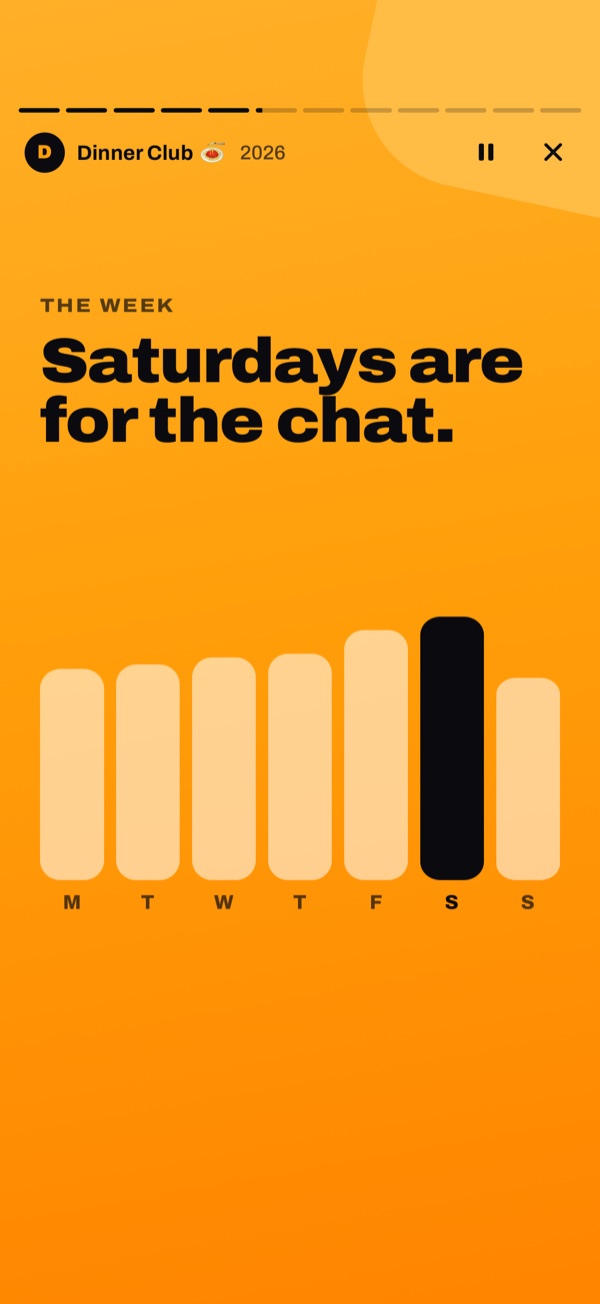 D Dinner Club 🍝 2026
THE WEEK
Saturdays are
for the chat.
M T W T F S S